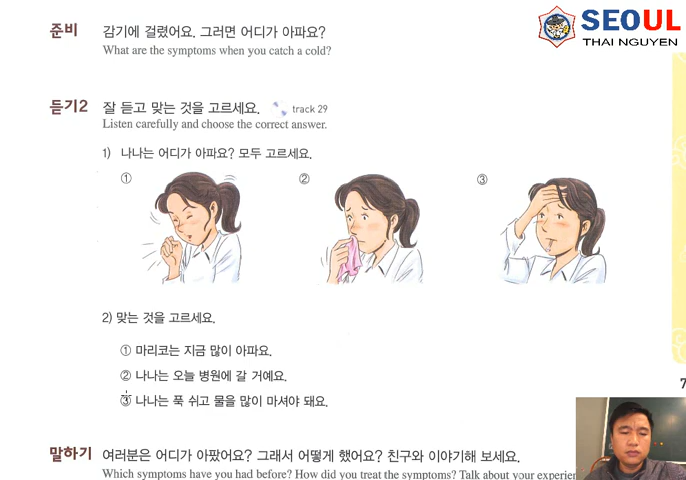 SEOUL
THAI NGUYEN
준비 감기에 걸렸어요. 그러면 어디가 아파요?
What are the symptoms when you catch a cold?
듣기2 잘 듣고 맞는 것을 고르세요. track 29
Listen carefully and choose the correct answer.
1) 나나는 어디가 아파요? 모두 고르세요.
① ② ③
2) 맞는 것을 고르세요.
① 마리코는 지금 많이 아파요.
② 나나는 오늘 병원에 갈 거예요.
③ 나나는 푹 쉬고 물을 많이 마셔야 돼요.
7
말하기 여러분은 어디가 아팠어요? 그래서 어떻게 했어요? 친구와 이야기해 보세요.
Which symptoms have you had before? How did you treat the symptoms? Talk about your experien